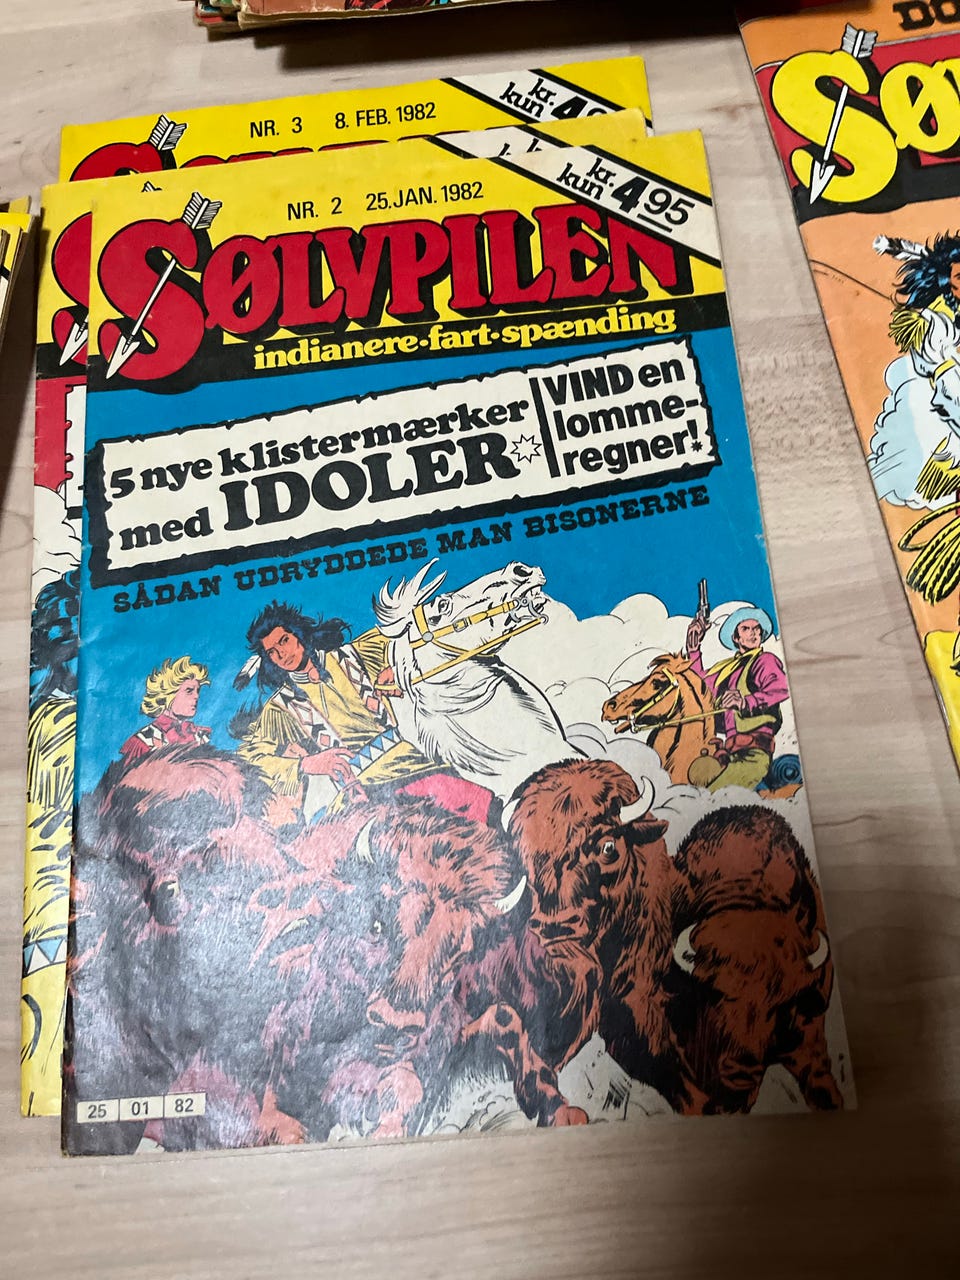 NR. 3 8. FEB. 1982
kr.
kun
NR. 2 25. JAN. 1982
kr.
kun 4 95
SØLVPILEN
indianere·fart·spænding
5 nye klistermærker
med IDOLER
VIND en
lomme-
regner!
SÅDAN UDRYDDEDE MAN BISONERNE
25 01 82